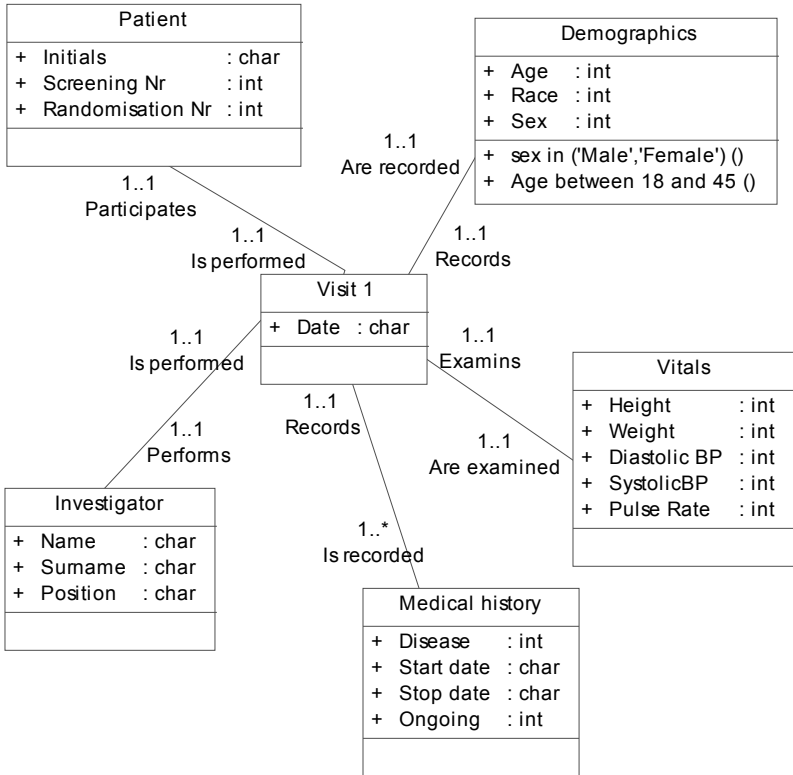 Patient
+ Initials : char
+ Screening Nr : int
+ Randomisation Nr : int
Demographics
+ Age : int
+ Race : int
+ Sex : int
+ sex in ('Male','Female') ()
+ Age between 18 and 45 ()
1..1
Are recorded
1..1
Participates
1..1
Is performed
1..1
Records
Visit 1
+ Date : char
1..1
Is performed
1..1
Examins
1..1
Records
1..1
Performs
1..1
Are examined
Vitals
+ Height : int
+ Weight : int
+ Diastolic BP : int
+ SystolicBP : int
+ Pulse Rate : int
Investigator
+ Name : char
+ Surname : char
+ Position : char
1..*
Is recorded
Medical history
+ Disease : int
+ Start date : char
+ Stop date : char
+ Ongoing : int